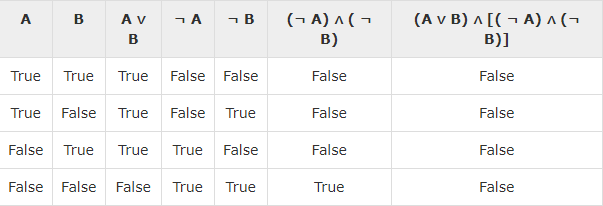 A B A ∨ B ¬ A ¬ B (¬ A) ∧ ( ¬ B) (A ∨ B) ∧ [( ¬ A) ∧ (¬ B)]
True True True False False False False
True False True False True False False
False True True True False False False
False False False True True True False